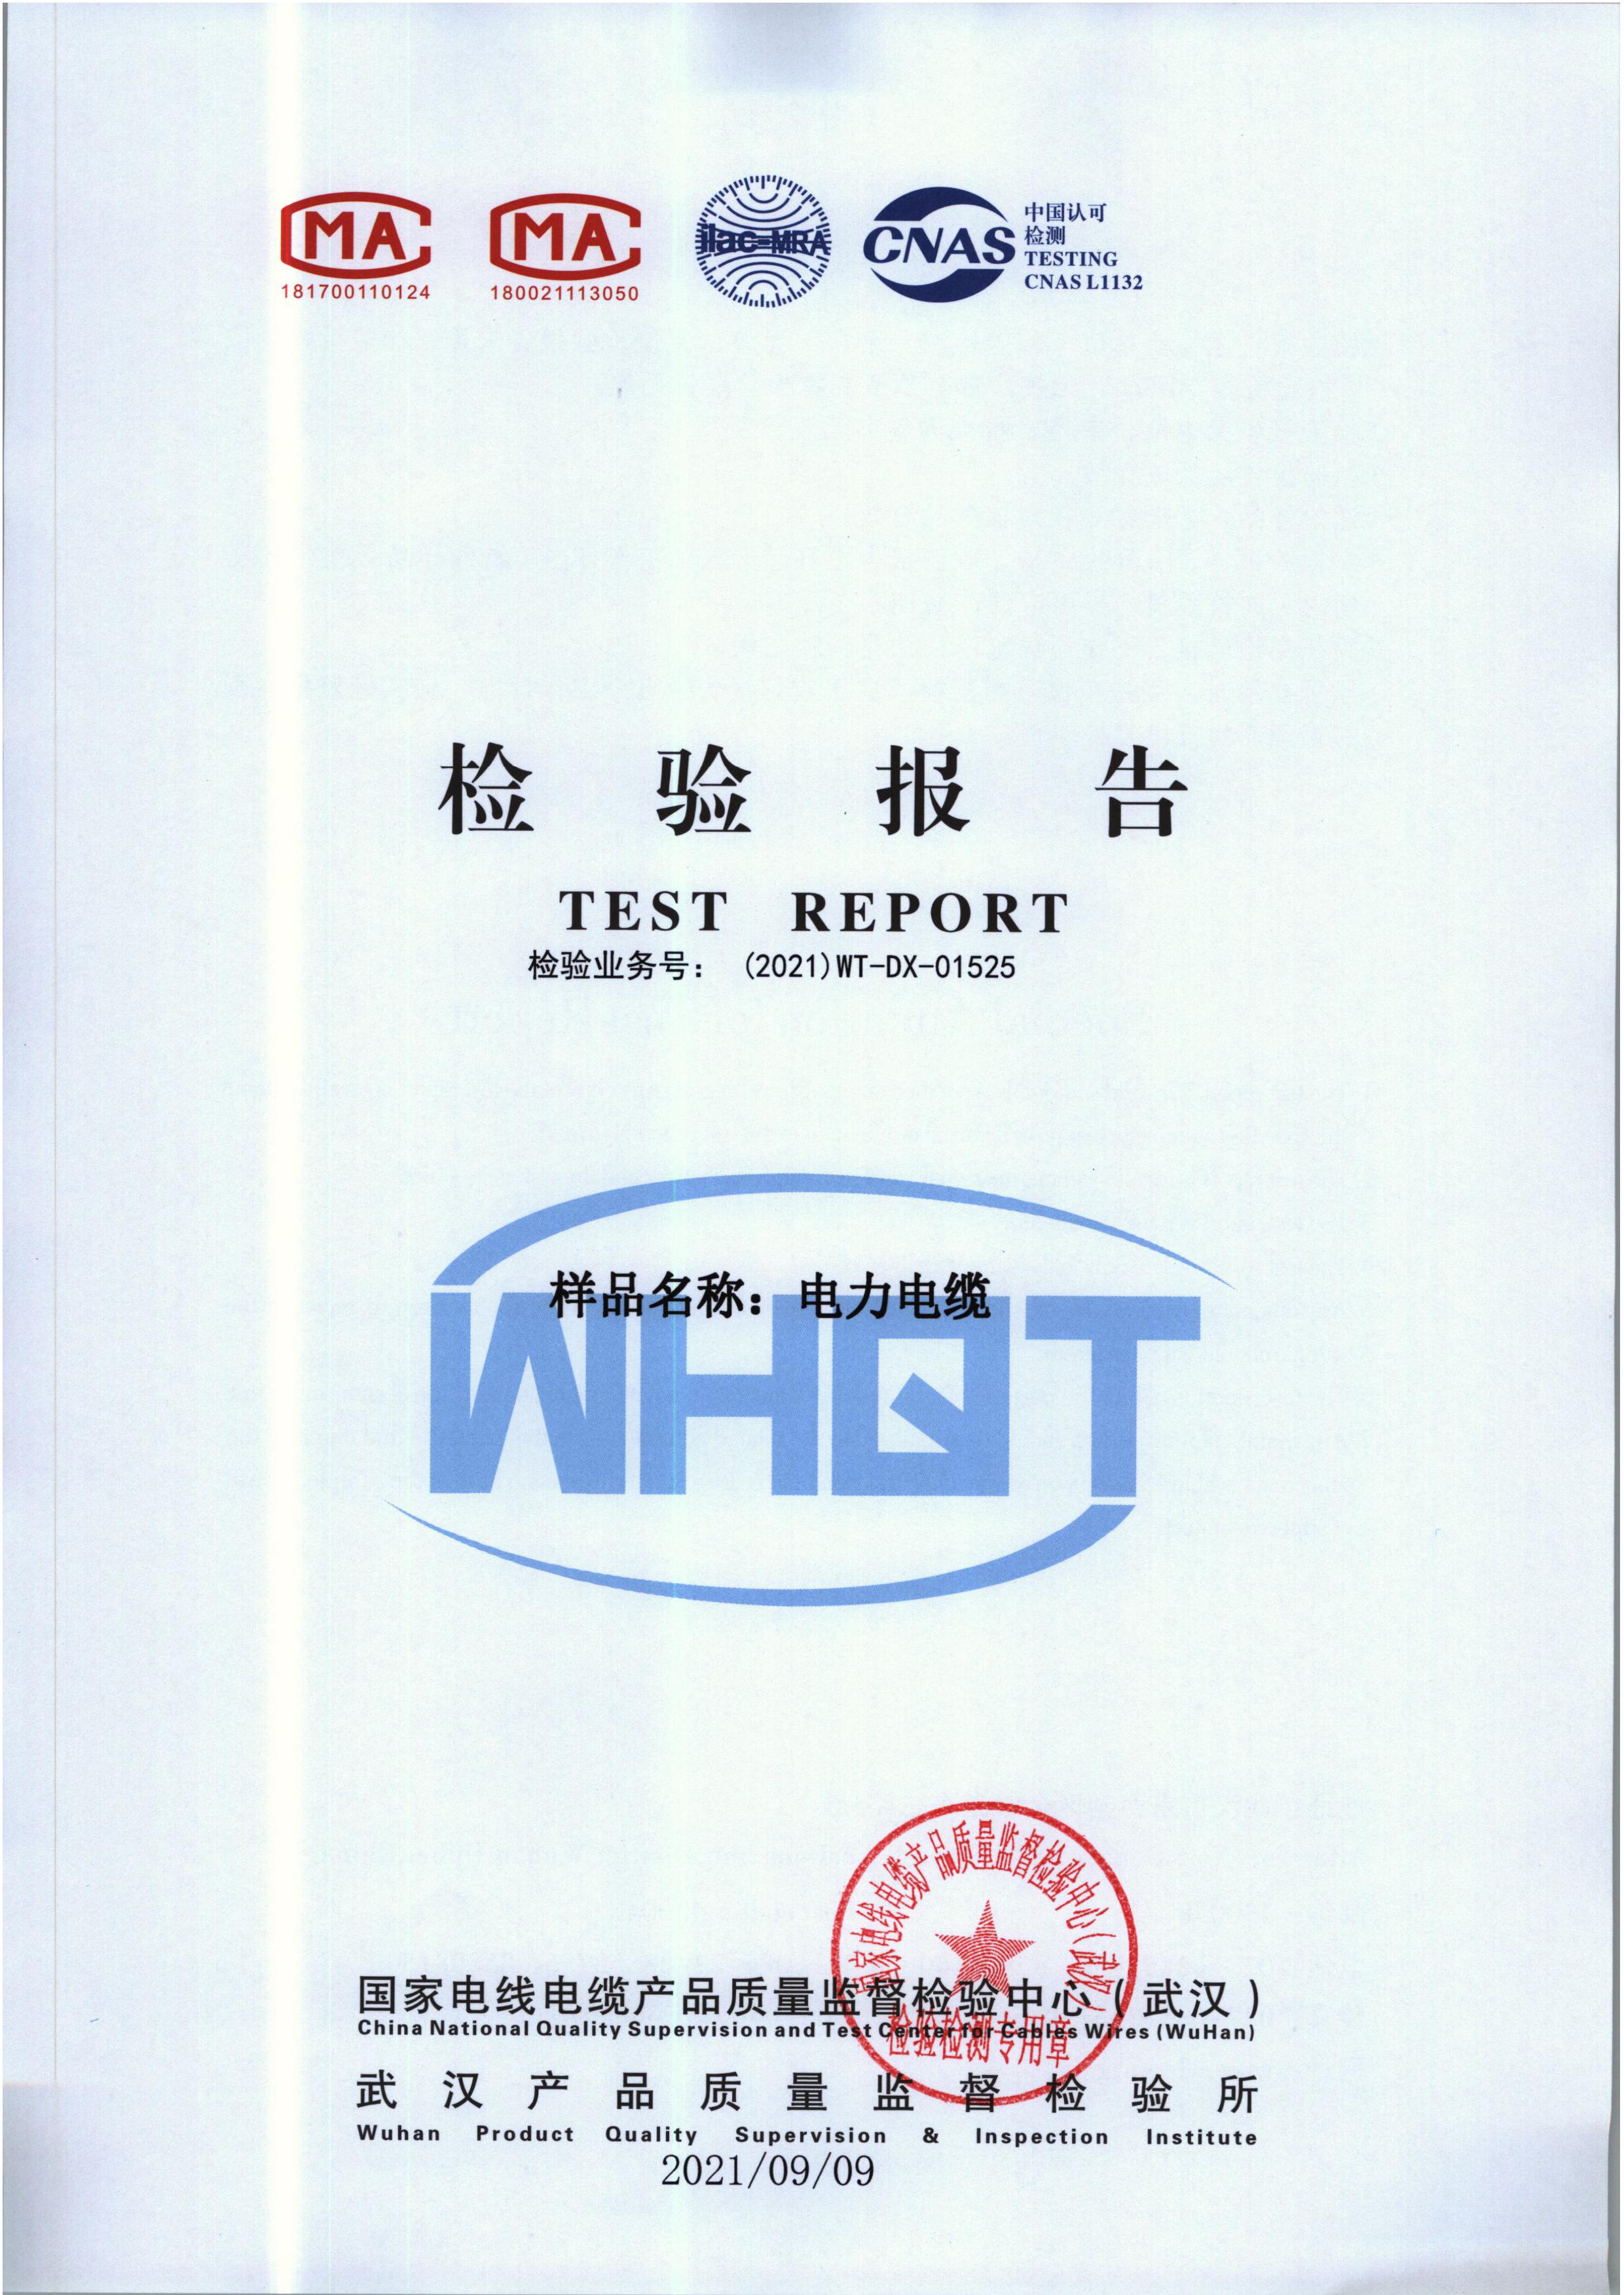 MA
181700110124
MA
180021113050
ilac-MRA
CNAS
中国认可
检测
TESTING
CNAS L1132
检 验 报 告
TEST REPORT
检验业务号： (2021)WT-DX-01525
样品名称：电力电缆
WHQT
国家电线电缆产品质量监督检验中心（武汉）
检验检测专用章
国家电线电缆产品质量监督检验中心（武汉）
China National Quality Supervision and Test Center for Cables Wires (WuHan)
武汉产品质量监督检验所
Wuhan Product Quality Supervision & Inspection Institute
2021/09/09